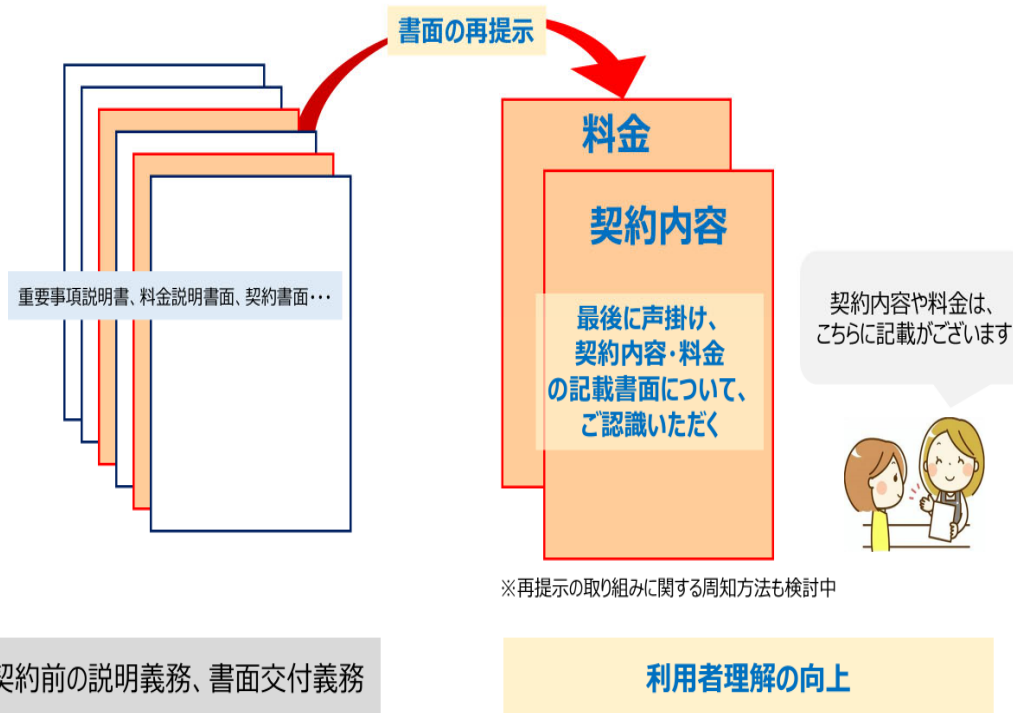 書面の再提示
料金
契約内容
重要事項説明書、料金説明書面、契約書面･･･
最後に声掛け、
契約内容･料金
の記載書面について、
ご認識いただく
契約内容や料金は、
こちらに記載がございます
※再提示の取り組みに関する周知方法も検討中
契約前の説明義務、書面交付義務
利用者理解の向上